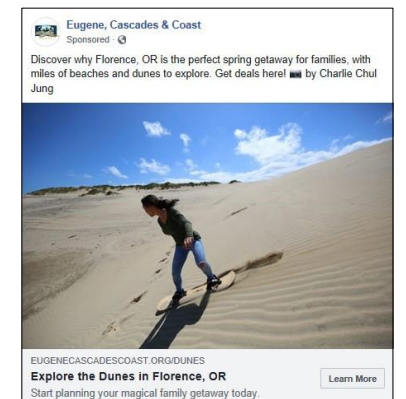 Eugene, Cascades & Coast
Sponsored ·
Discover why Florence, OR is the perfect spring getaway for families, with
miles of beaches and dunes to explore. Get deals here! 📷 by Charlie Chul
Jung
EUGENECASCADESCOAST.ORG/DUNES
Explore the Dunes in Florence, OR
Learn More
Start planning your magical family getaway today.